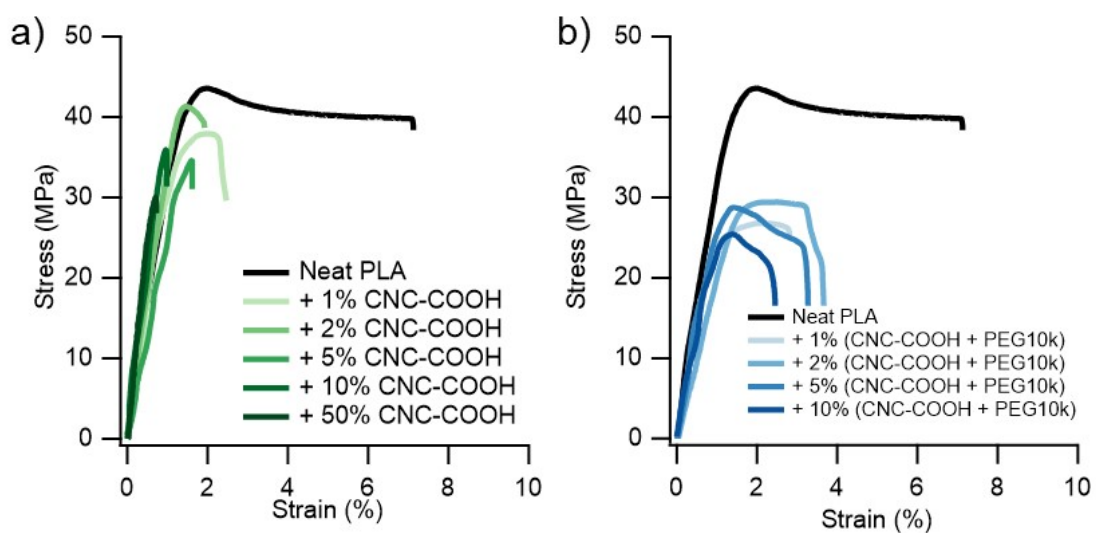 a)
50
40
30
20
10
0
Stress (MPa)
Neat PLA
+ 1% CNC-COOH
+ 2% CNC-COOH
+ 5% CNC-COOH
+ 10% CNC-COOH
+ 50% CNC-COOH
0 2 4 6 8 10
Strain (%)
b)
50
40
30
20
10
0
Stress (MPa)
Neat PLA
+ 1% (CNC-COOH + PEG10k)
+ 2% (CNC-COOH + PEG10k)
+ 5% (CNC-COOH + PEG10k)
+ 10% (CNC-COOH + PEG10k)
0 2 4 6 8 10
Strain (%)